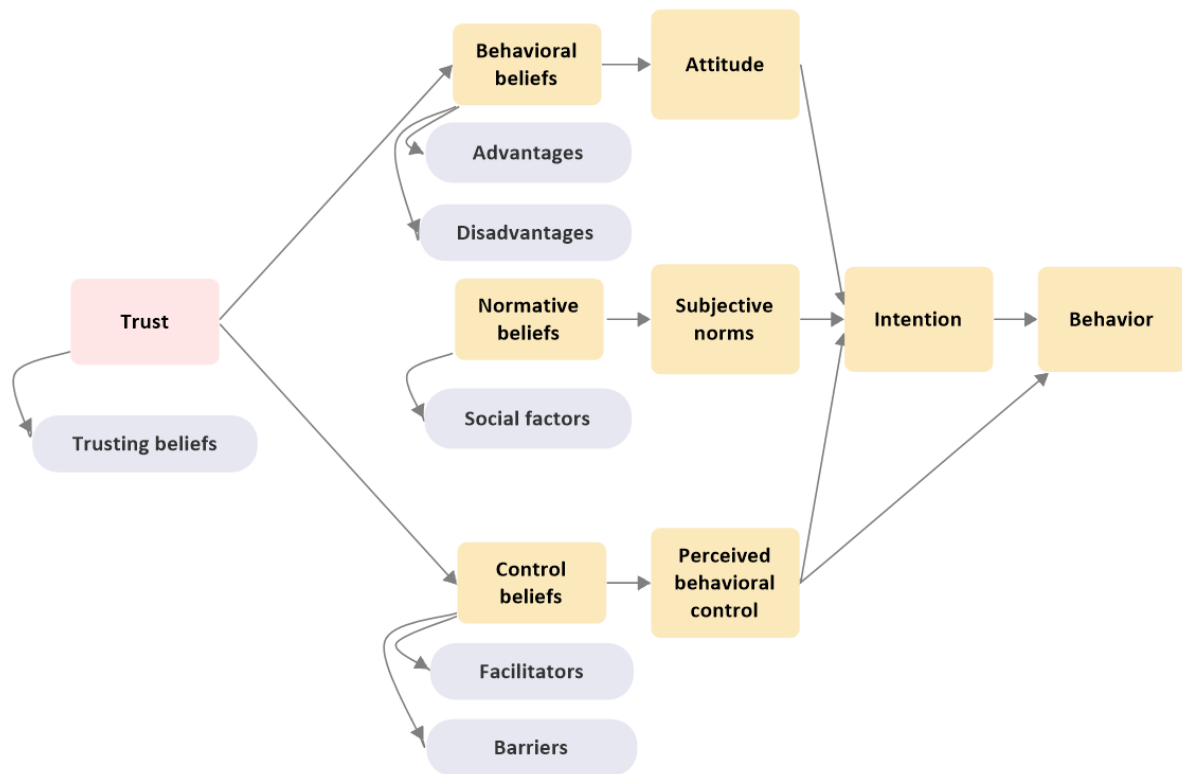 Behavioral
beliefs
Attitude
Advantages
Disadvantages
Trust
Trusting beliefs
Normative
beliefs
Subjective
norms
Intention
Behavior
Social factors
Control
beliefs
Perceived
behavioral
control
Facilitators
Barriers